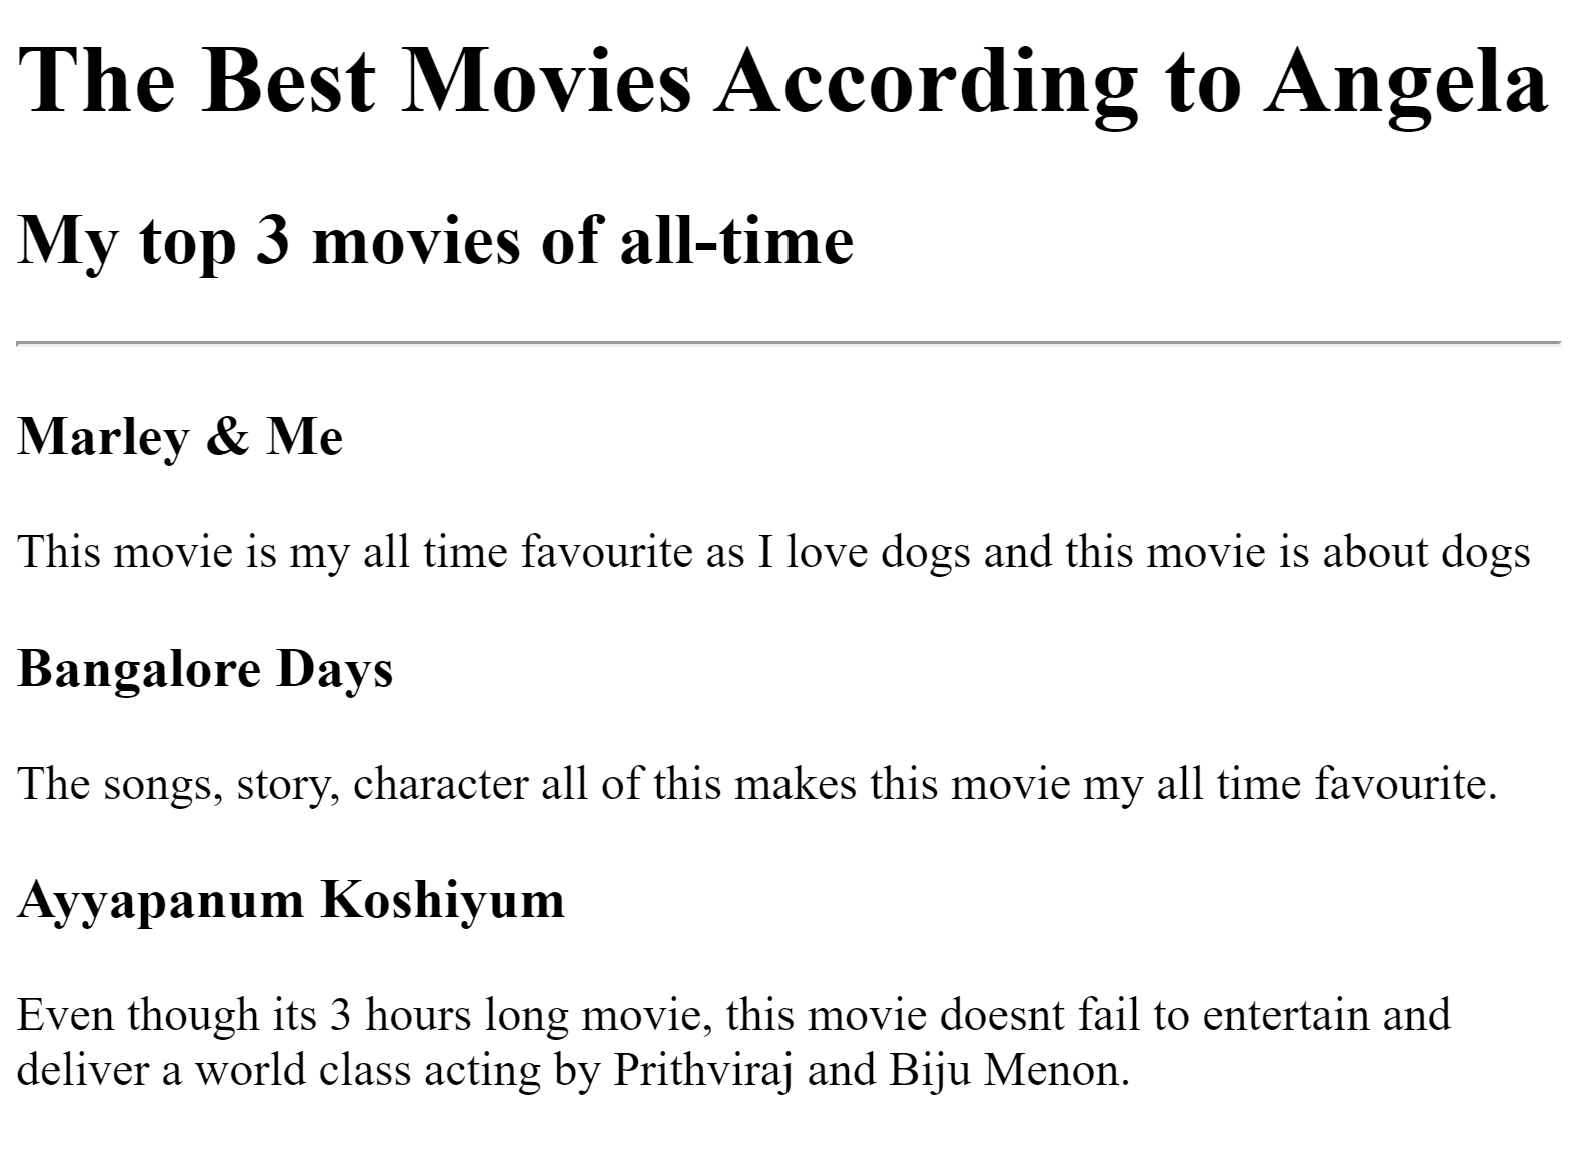 The Best Movies According to Angela
My top 3 movies of all-time
Marley & Me
This movie is my all time favourite as I love dogs and this movie is about dogs
Bangalore Days
The songs, story, character all of this makes this movie my all time favourite.
Ayyapanum Koshiyum
Even though its 3 hours long movie, this movie doesnt fail to entertain and
deliver a world class acting by Prithviraj and Biju Menon.